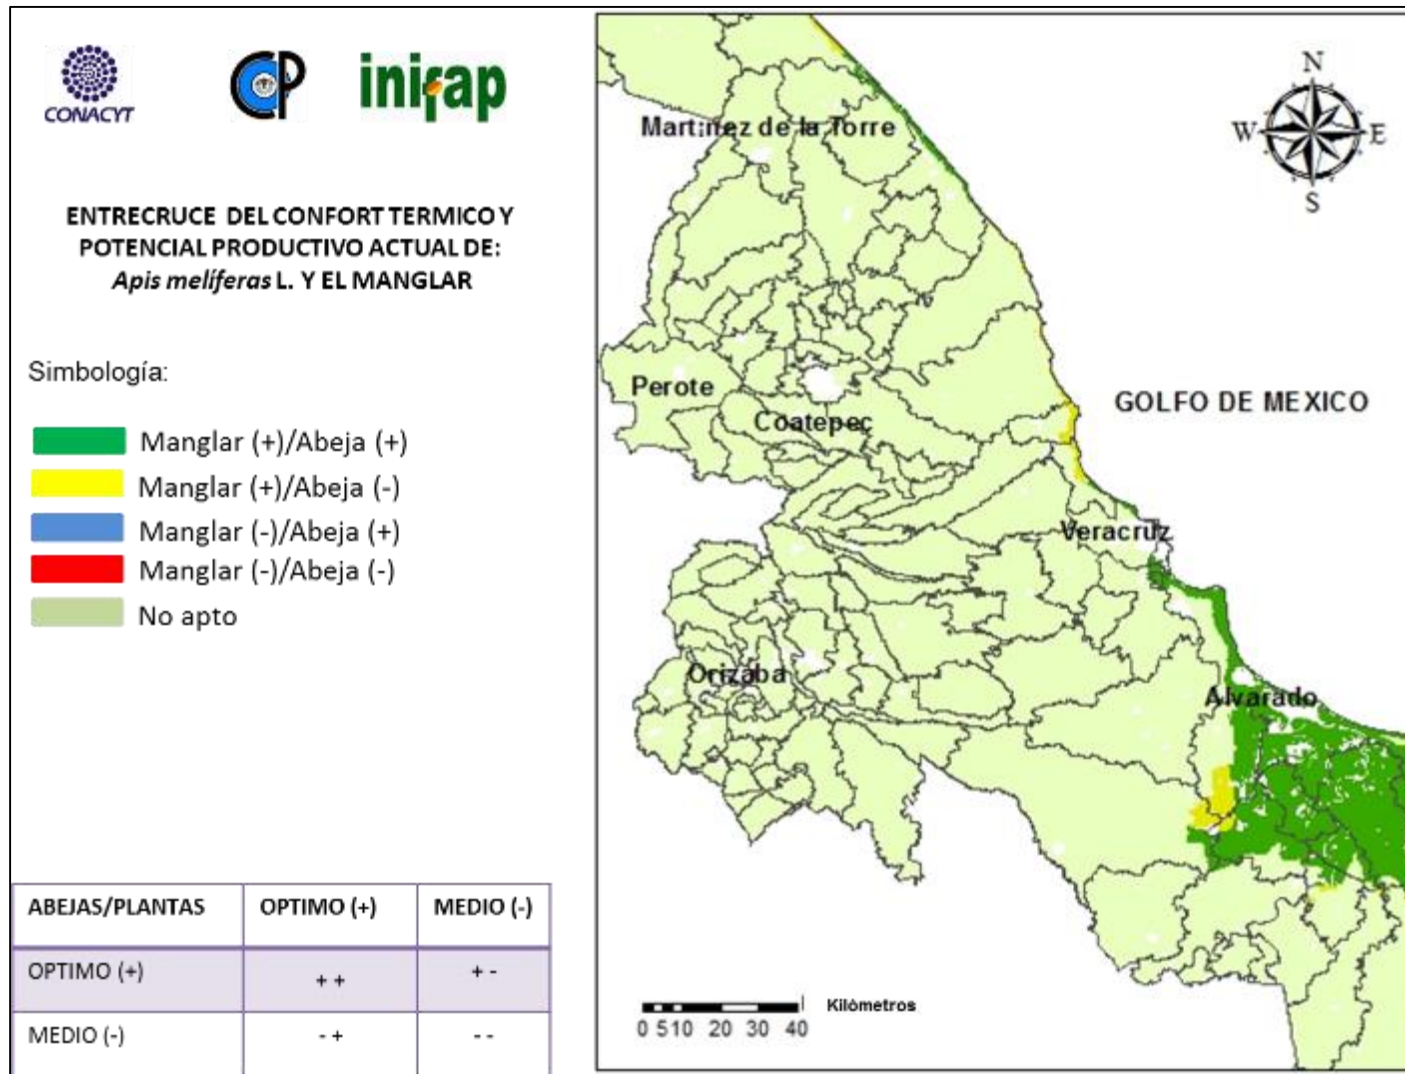 CONACYT
CP
inifap
ENTRECRUCE DEL CONFORT TERMICO Y
POTENCIAL PRODUCTIVO ACTUAL DE:
Apis melíferas L. Y EL MANGLAR
Simbología:
Manglar (+)/Abeja (+)
Manglar (+)/Abeja (-)
Manglar (-)/Abeja (+)
Manglar (-)/Abeja (-)
No apto
ABEJAS/PLANTAS OPTIMO (+) MEDIO (-)
OPTIMO (+) + + + -
MEDIO (-) - + - -
N
W E
S
Martinez de la Torre
Perote
Coatepec
GOLFO DE MEXICO
Veracruz
Orizaba
Alvarado
Kilómetros
0 5 10 20 30 40